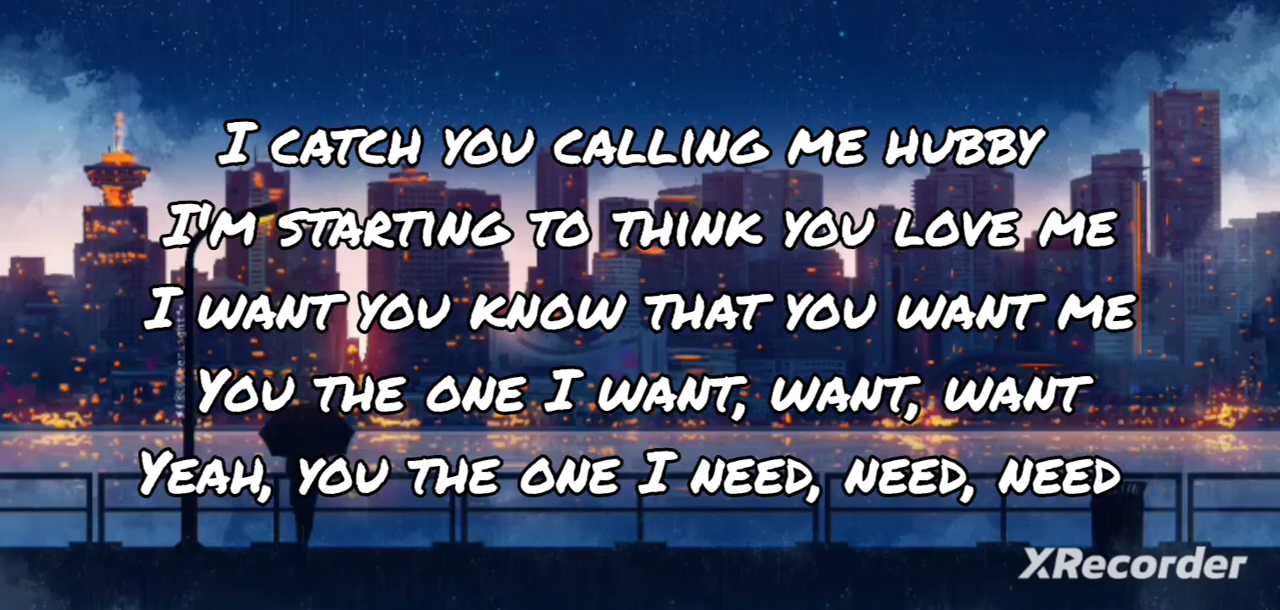 I CATCH YOU CALLING ME HUBBY
I'M STARTING TO THINK YOU LOVE ME
I WANT YOU KNOW THAT YOU WANT ME
YOU THE ONE I WANT, WANT, WANT
YEAH, YOU THE ONE I NEED, NEED, NEED
XRecorder